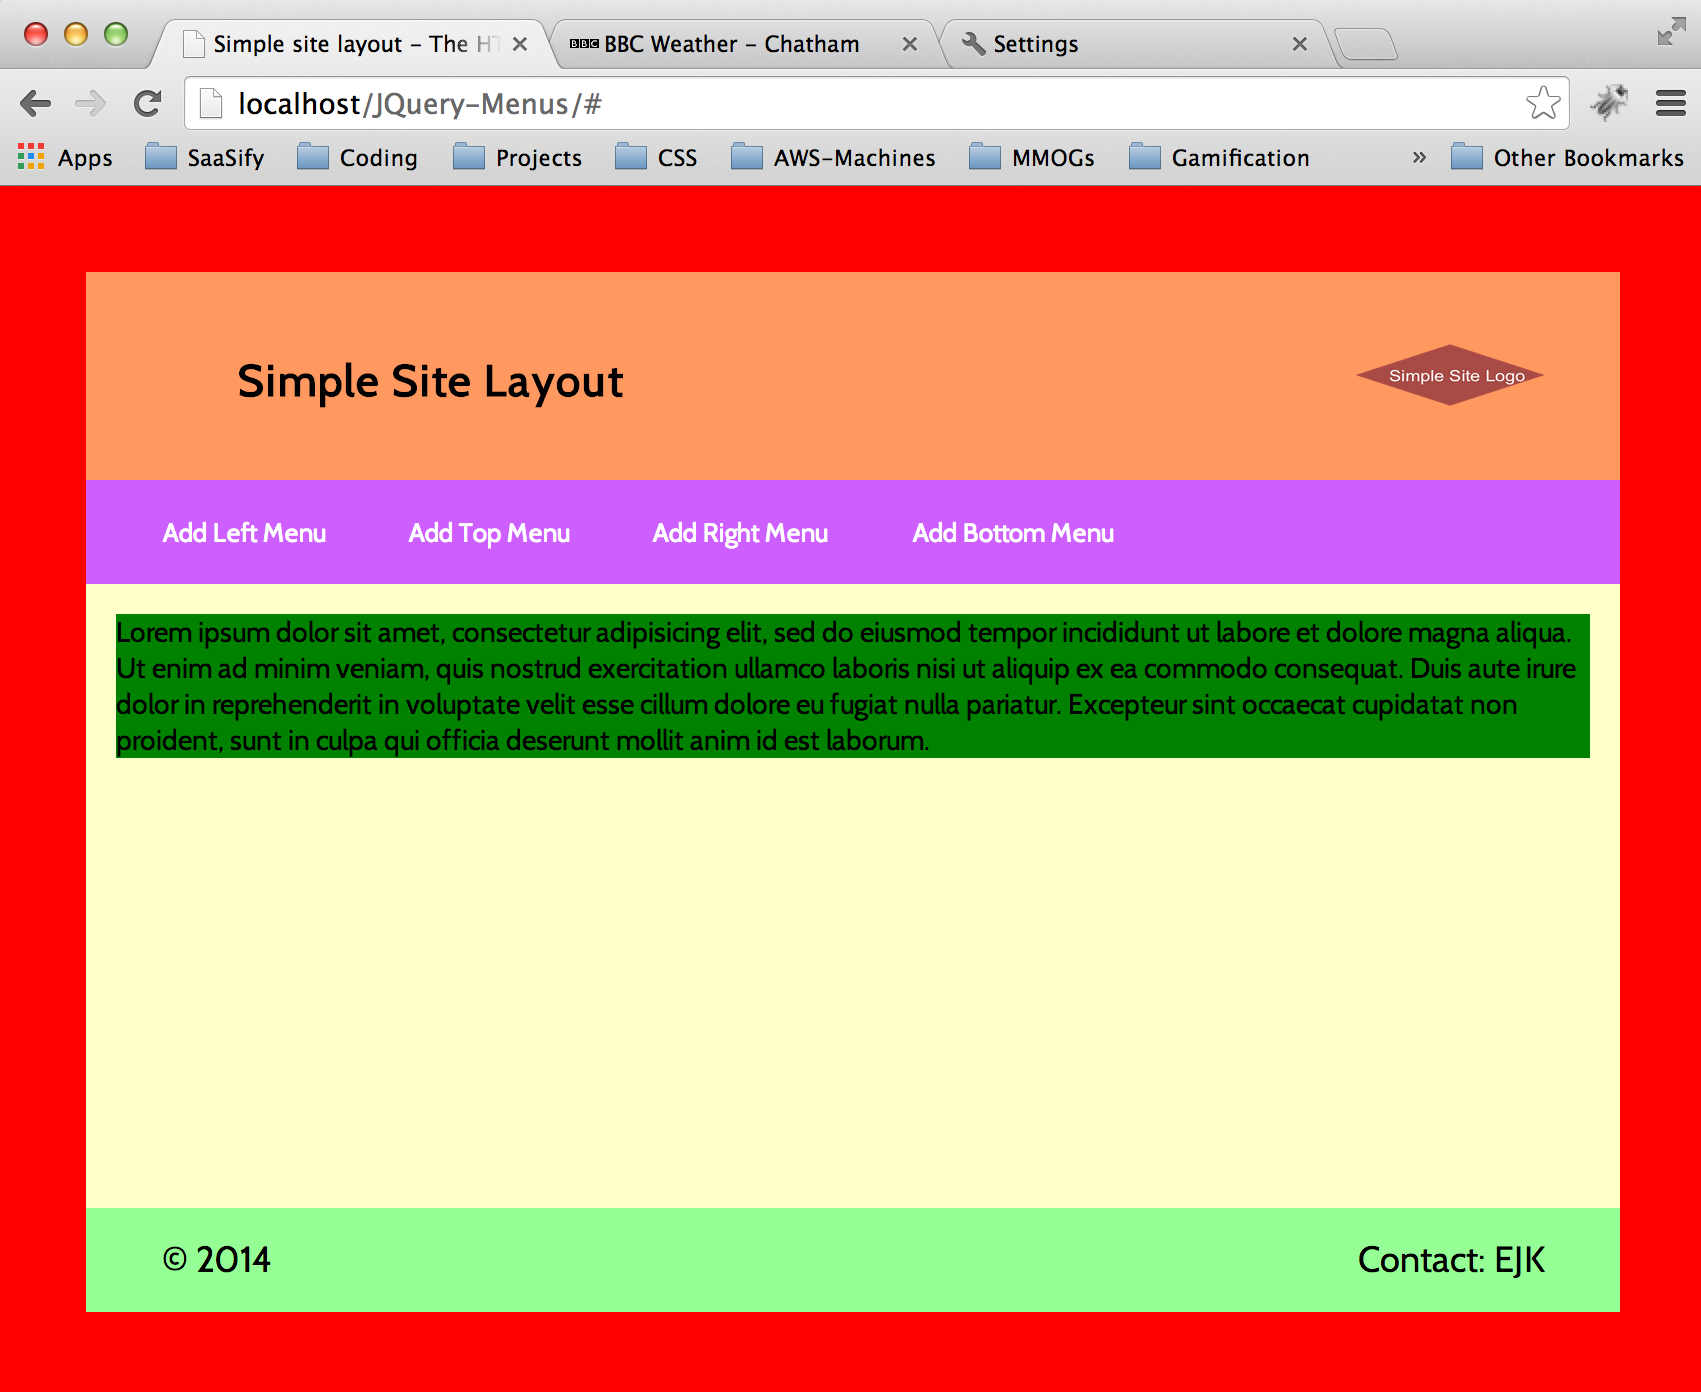 Simple site layout - The HT
BBC BBC Weather - Chatham
Settings
localhost/JQuery-Menus/#
Apps SaaSify Coding Projects CSS AWS-Machines MMOGs Gamification » Other Bookmarks
Simple Site Layout
Simple Site Logo
Add Left Menu Add Top Menu Add Right Menu Add Bottom Menu
Lorem ipsum dolor sit amet, consectetur adipisicing elit, sed do eiusmod tempor incididunt ut labore et dolore magna aliqua.
Ut enim ad minim veniam, quis nostrud exercitation ullamco laboris nisi ut aliquip ex ea commodo consequat. Duis aute irure
dolor in reprehenderit in voluptate velit esse cillum dolore eu fugiat nulla pariatur. Excepteur sint occaecat cupidatat non
proident, sunt in culpa qui officia deserunt mollit anim id est laborum.
© 2014
Contact: EJK